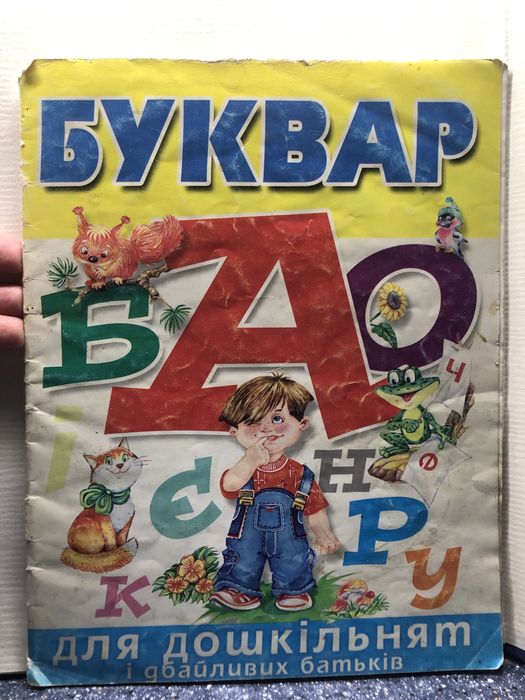 БУКВАР
Б А О
Ч
І Є Н Ф
К Р У
для дошкільнят
і дбайливих батьків